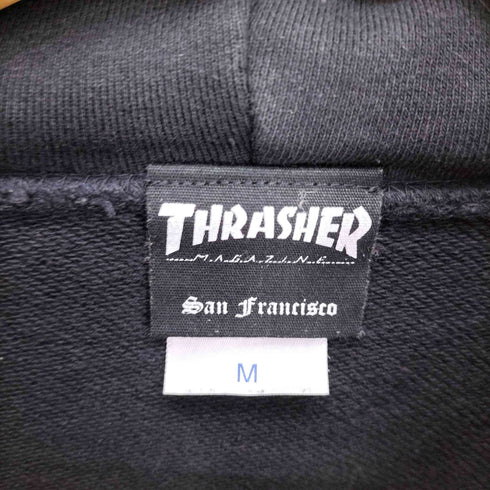 THRASHER
MAGAZINE
San Francisco
M